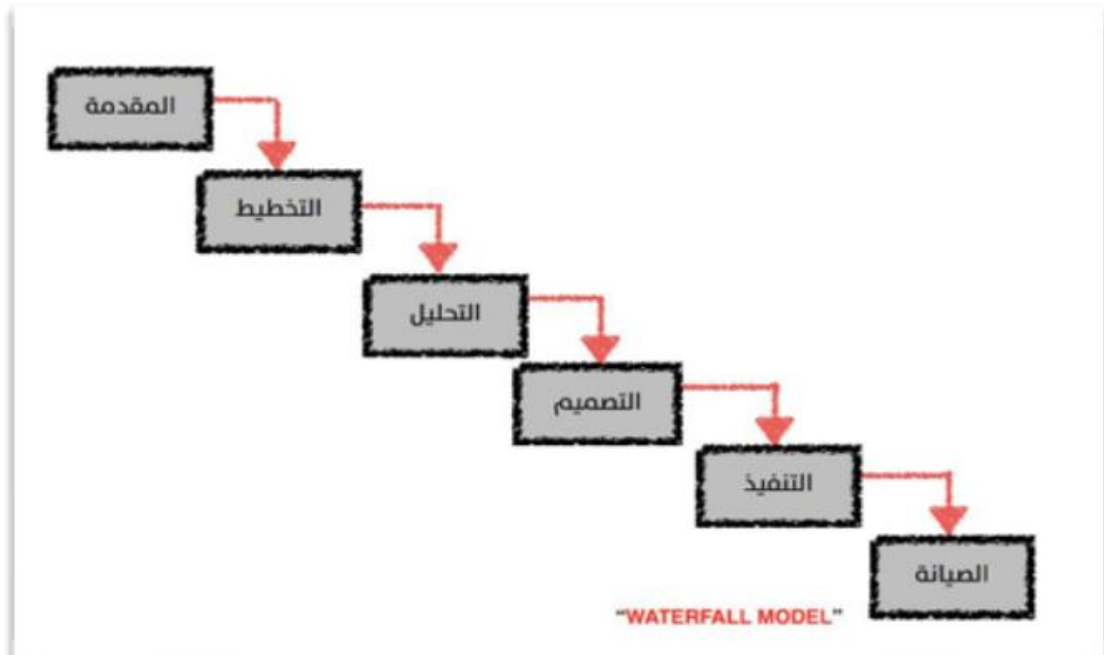 المقدمة
التخطيط
التحليل
التصميم
التنفيذ
الصيانة
"WATERFALL MODEL"